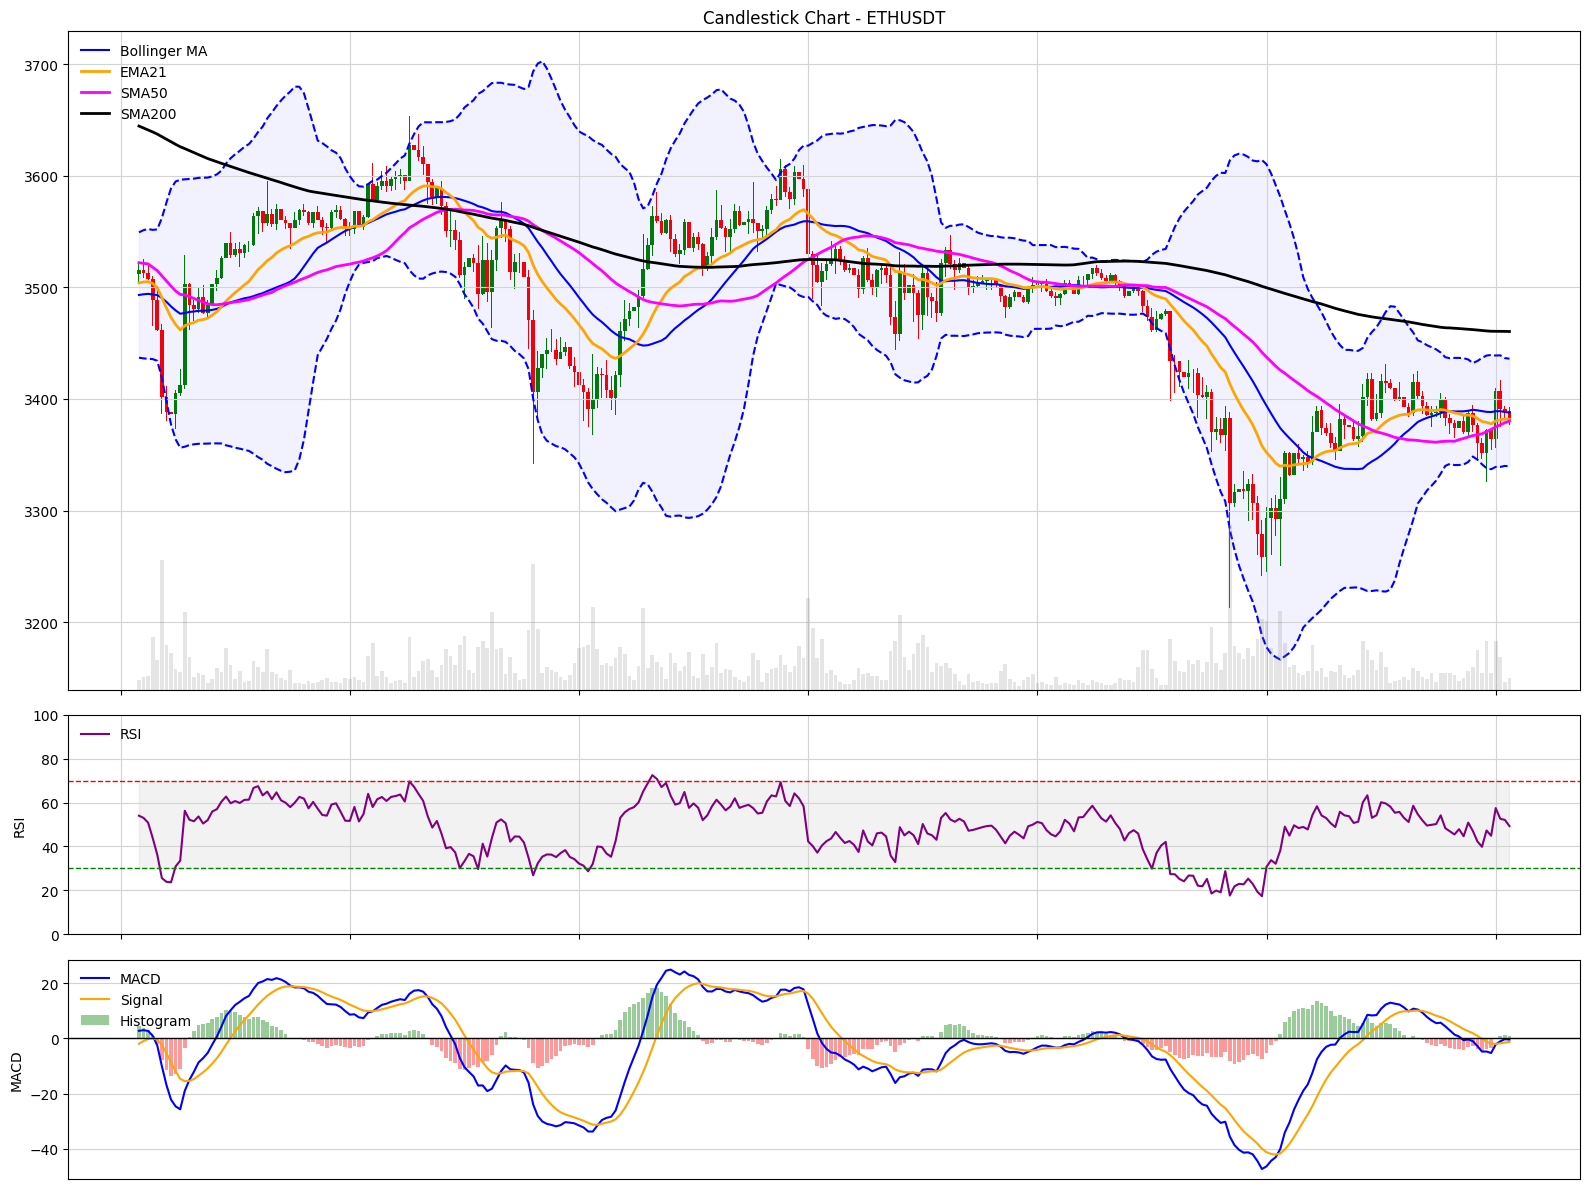 Candlestick Chart - ETHUSDT
Bollinger MA
EMA21
SMA50
SMA200
3700
3600
3500
3400
3300
3200
RSI
100
80
60
40
20
0
RSI
MACD
Signal
Histogram
20
0
−20
−40
MACD